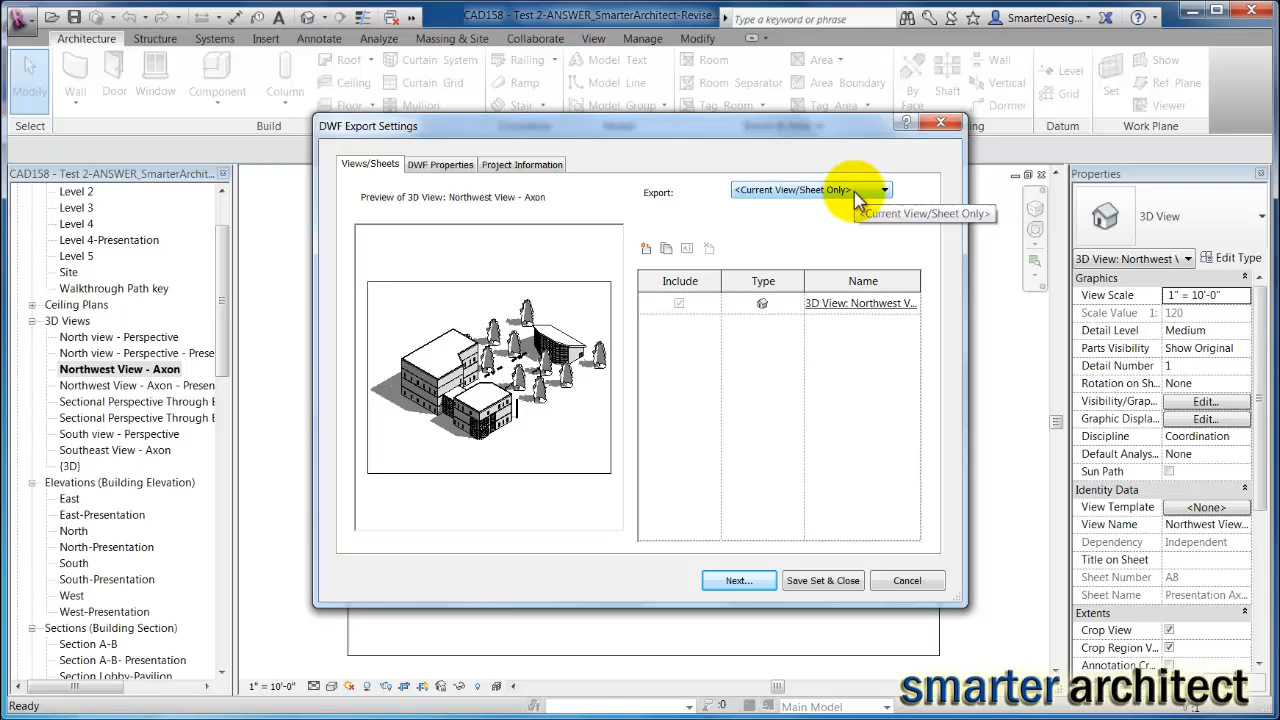 CAD158 - Test 2-ANSWER_SmarterArchitect-Revise...
Type a keyword or phrase
SmarterDesig...
Architecture
Structure
Systems
Insert
Annotate
Analyze
Massing & Site
Collaborate
View
Manage
Modify
Modify
Wall
Door
Window
Component
Column
Roof
Ceiling
Floor
Curtain System
Curtain Grid
Mullion
Railing
Ramp
Stair
Model Text
Model Line
Model Group
Room
Room Separator
Tag Room
Area
Area Boundary
Tag Area
By Face
Shaft
Wall
Vertical
Dormer
Level
Grid
Set
Show
Ref Plane
Viewer
Select
Build
Datum
Work Plane
DWF Export Settings
CAD158 - Test 2-ANSWER_SmarterArchit...
Level 2
Level 3
Level 4
Level 4-Presentation
Level 5
Site
Walkthrough Path key
Ceiling Plans
3D Views
North view - Perspective
North view - Perspective - Prese
Northwest View - Axon
Northwest View - Axon - Presen
Sectional Perspective Through E
Sectional Perspective Through B
South view - Perspective
Southeast View - Axon
{3D}
Elevations (Building Elevation)
East
East-Presentation
North
North-Presentation
South
South-Presentation
West
West-Presentation
Sections (Building Section)
Section A-B
Section A-B- Presentation
Section Lobby-Pavilion
Views/Sheets
DWF Properties
Project Information
Preview of 3D View: Northwest View - Axon
Export:
<Current View/Sheet Only>
<Current View/Sheet Only>
Include
Type
Name
3D View: Northwest V...
Next...
Save Set & Close
Cancel
Properties
3D View
3D View: Northwest V
Edit Type
Graphics
View Scale
1" = 10'-0"
Scale Value 1:
120
Detail Level
Medium
Parts Visibility
Show Original
Detail Number
1
Rotation on Sh...
None
Visibility/Grap...
Edit...
Graphic Displa...
Edit...
Discipline
Coordination
Default Analys...
None
Sun Path
Identity Data
View Template
<None>
View Name
Northwest View...
Dependency
Independent
Title on Sheet
Sheet Number
A8
Sheet Name
Presentation Ax...
Extents
Crop View
Crop Region V...
Annotation Cr...
1" = 10'-0"
Ready
:0
Main Model
:1
smarter architect